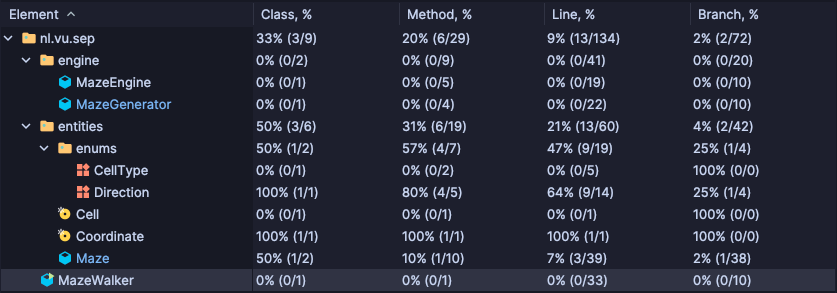 Element Class, % Method, % Line, % Branch, %
nl.vu.sep 33% (3/9) 20% (6/29) 9% (13/134) 2% (2/72)
engine 0% (0/2) 0% (0/9) 0% (0/41) 0% (0/20)
MazeEngine 0% (0/1) 0% (0/5) 0% (0/19) 0% (0/10)
MazeGenerator 0% (0/1) 0% (0/4) 0% (0/22) 0% (0/10)
entities 50% (3/6) 31% (6/19) 21% (13/60) 4% (2/42)
enums 50% (1/2) 57% (4/7) 47% (9/19) 25% (1/4)
CellType 0% (0/1) 0% (0/2) 0% (0/5) 100% (0/0)
Direction 100% (1/1) 80% (4/5) 64% (9/14) 25% (1/4)
Cell 0% (0/1) 0% (0/1) 0% (0/1) 100% (0/0)
Coordinate 100% (1/1) 100% (1/1) 100% (1/1) 100% (0/0)
Maze 50% (1/2) 10% (1/10) 7% (3/39) 2% (1/38)
MazeWalker 0% (0/1) 0% (0/1) 0% (0/33) 0% (0/10)